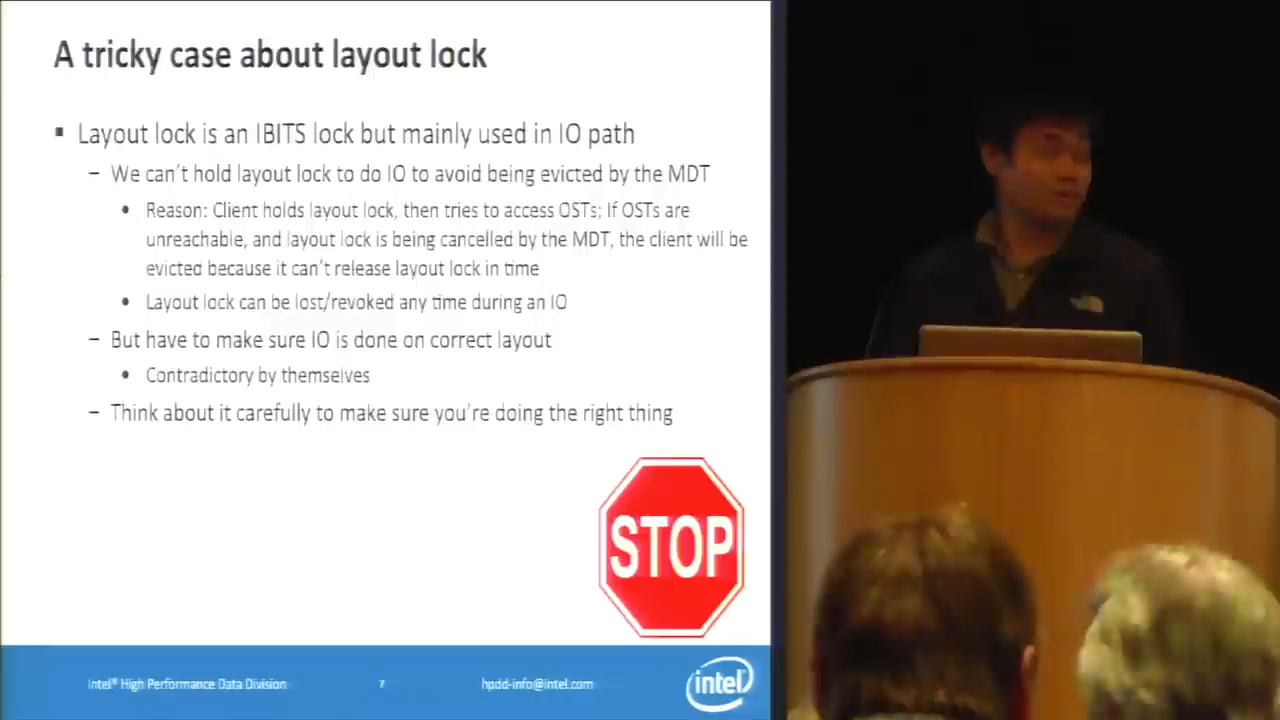 A tricky case about layout lock
▪ Layout lock is an IBITS lock but mainly used in IO path
– We can't hold layout lock to do IO to avoid being evicted by the MDT
• Reason: Client holds layout lock, then tries to access OSTs; If OSTs are
unreachable, and layout lock is being cancelled by the MDT, the client will be
evicted because it can't release layout lock in time
• Layout lock can be lost/revoked any time during an IO
– But have to make sure IO is done on correct layout
• Contradictory by themselves
– Think about it carefully to make sure you're doing the right thing
STOP
Intel® High Performance Data Division
7
hpdd-info@intel.com
intel